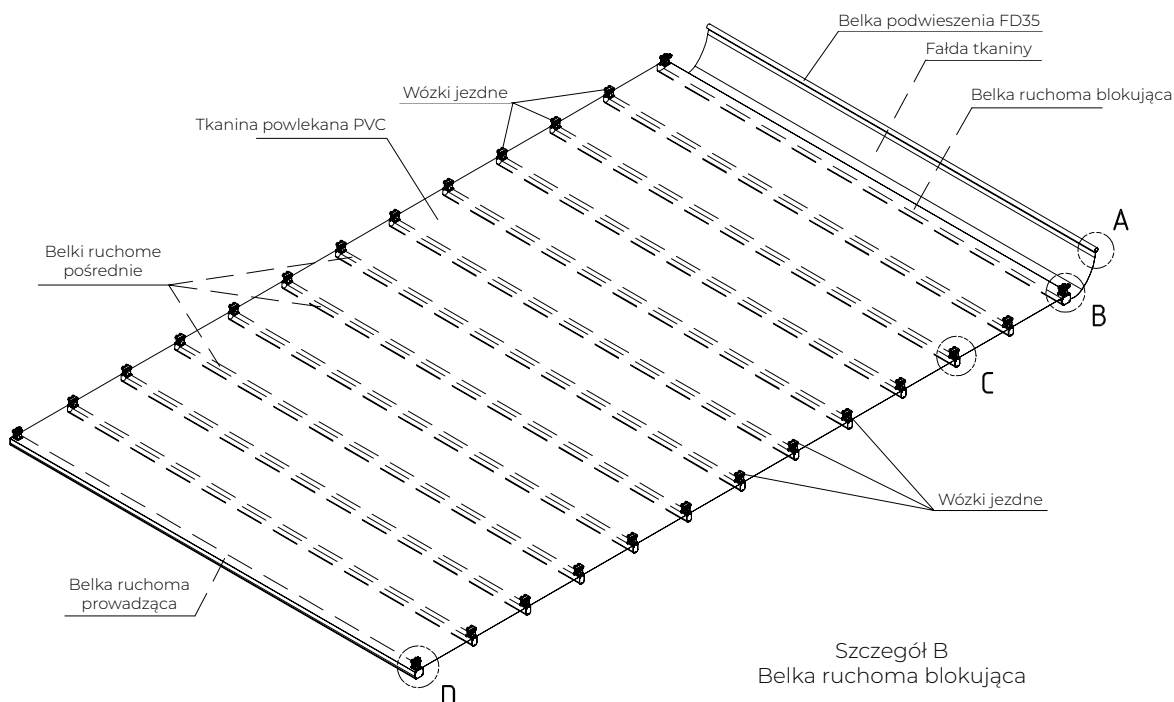 Belka podwieszenia FD35
Fałda tkaniny
Belka ruchoma blokująca
Wózki jezdne
Tkanina powlekana PVC
A
Belki ruchome
pośrednie
B
C
Wózki jezdne
Belka ruchoma
prowadząca
D
Szczegół B
Belka ruchoma blokująca